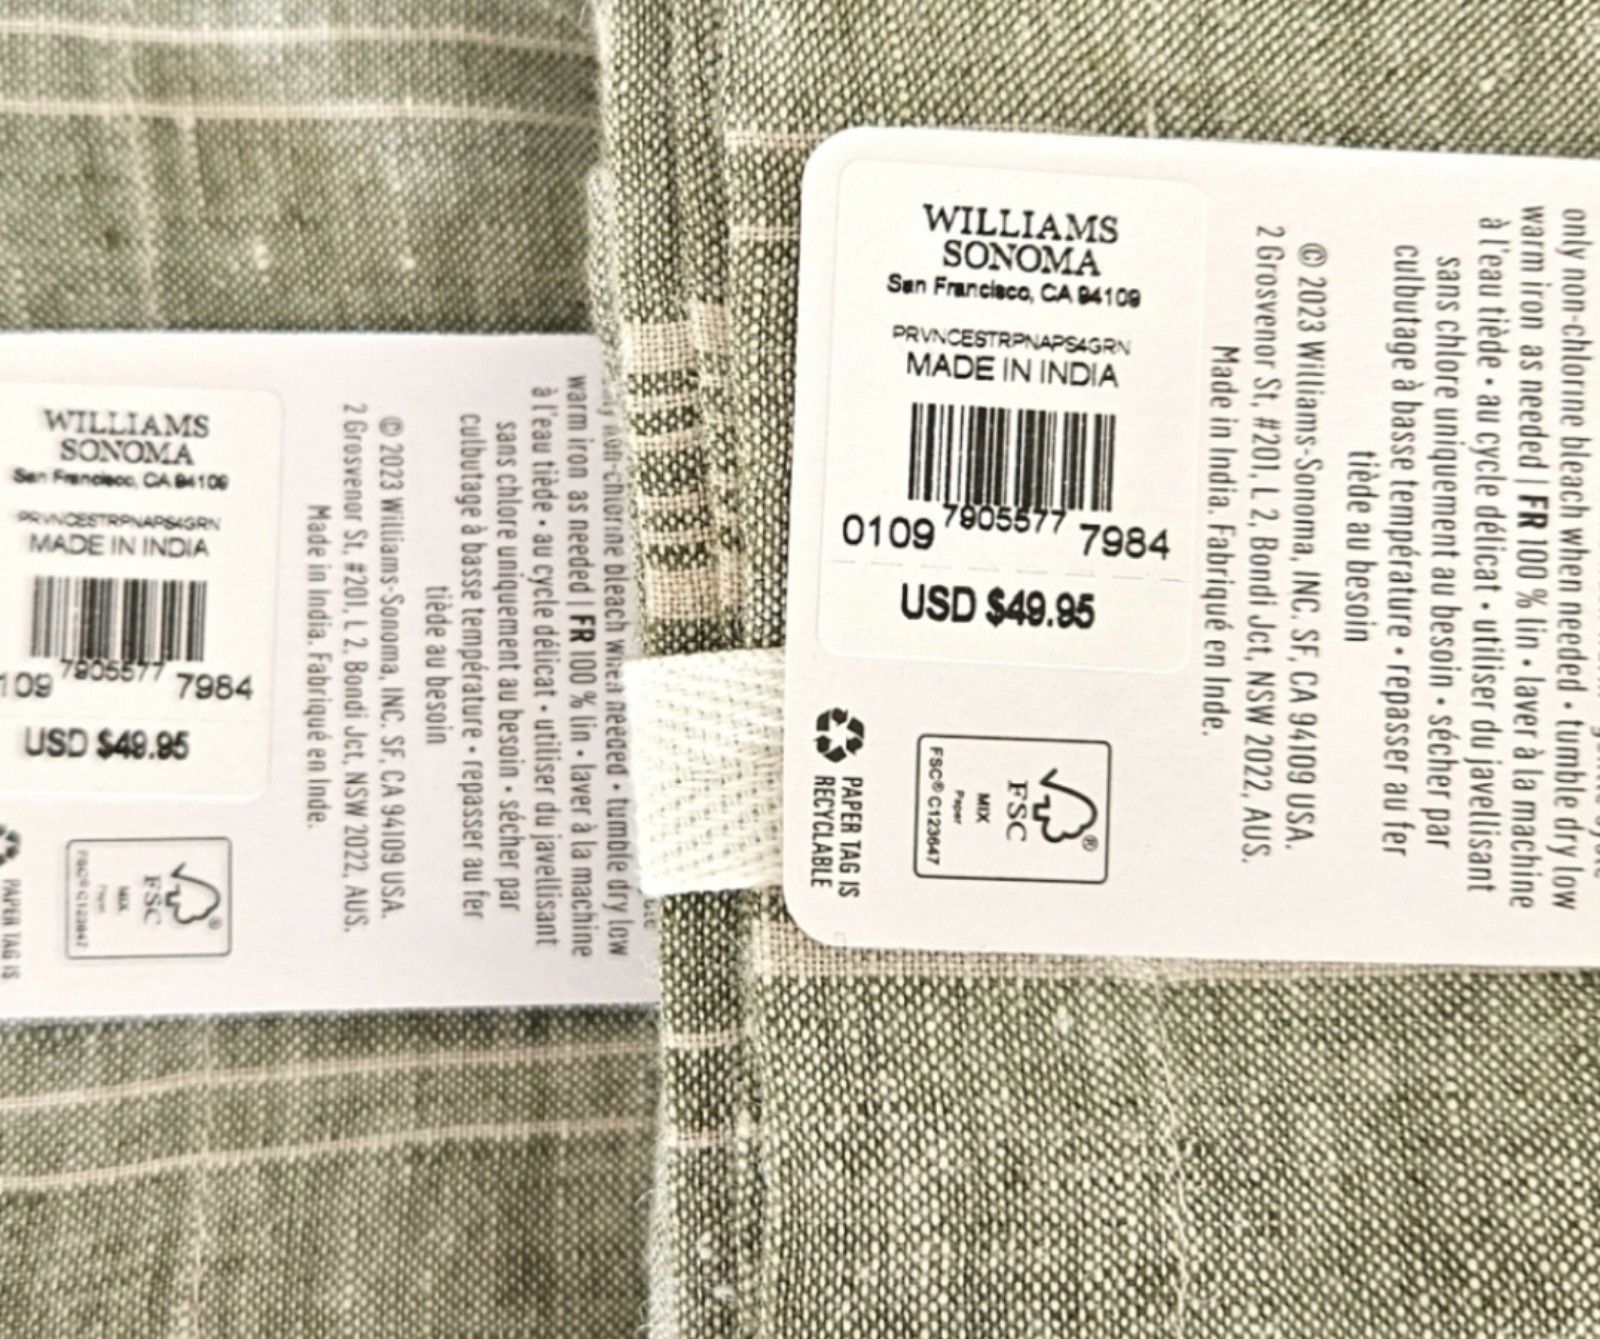 WILLIAMS
SONOMA
San Francisco, CA 94109
PRVNCESTRPNAPS4GRN
MADE IN INDIA
109 7905577 7984
USD $49.95
PAPER TAG IS
FSC
MIX
Paper
FSC® C123647
only non-chlorine bleach when needed • tumble dry low
warm iron as needed | FR 100 % lin • laver à la machine
à l'eau tiède • au cycle délicat • utiliser du javellisant
sans chlore uniquement au besoin • sécher par
culbutage à basse température • repasser au fer
tiède au besoin
© 2023 Williams-Sonoma, INC. SF, CA 94109 USA.
2 Grosvenor St, #201, L 2, Bondi Jct, NSW 2022, AUS.
Made in India. Fabriqué en Inde.
WILLIAMS
SONOMA
San Francisco, CA 94109
PRVNCESTRPNAPS4GRN
MADE IN INDIA
0109 7905577 7984
USD $49.95
PAPER TAG IS
RECYCLABLE
®
FSC
MIX
Paper
FSC® C123647
only non-chlorine bleach when needed • tumble dry low
warm iron as needed | FR 100 % lin • laver à la machine
à l'eau tiède • au cycle délicat • utiliser du javellisant
sans chlore uniquement au besoin • sécher par
culbutage à basse température • repasser au fer
tiède au besoin
© 2023 Williams-Sonoma, INC. SF, CA 94109 USA.
2 Grosvenor St, #201, L 2, Bondi Jct, NSW 2022, AUS.
Made in India. Fabriqué en Inde.